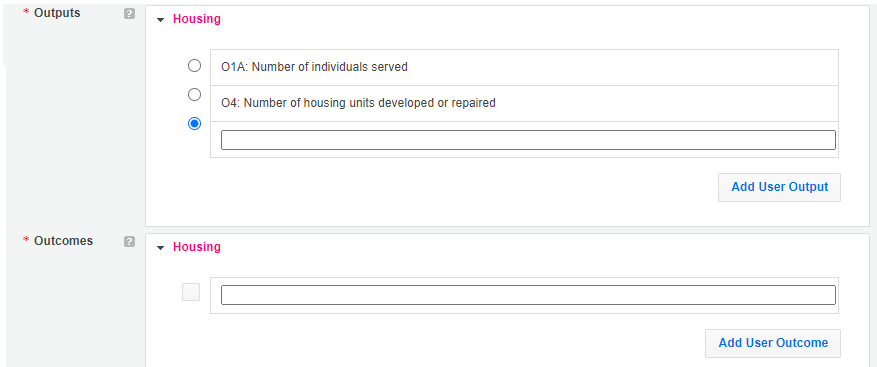 * Outputs ? Housing
O1A: Number of individuals served
O4: Number of housing units developed or repaired
Add User Output
* Outcomes ? Housing
Add User Outcome